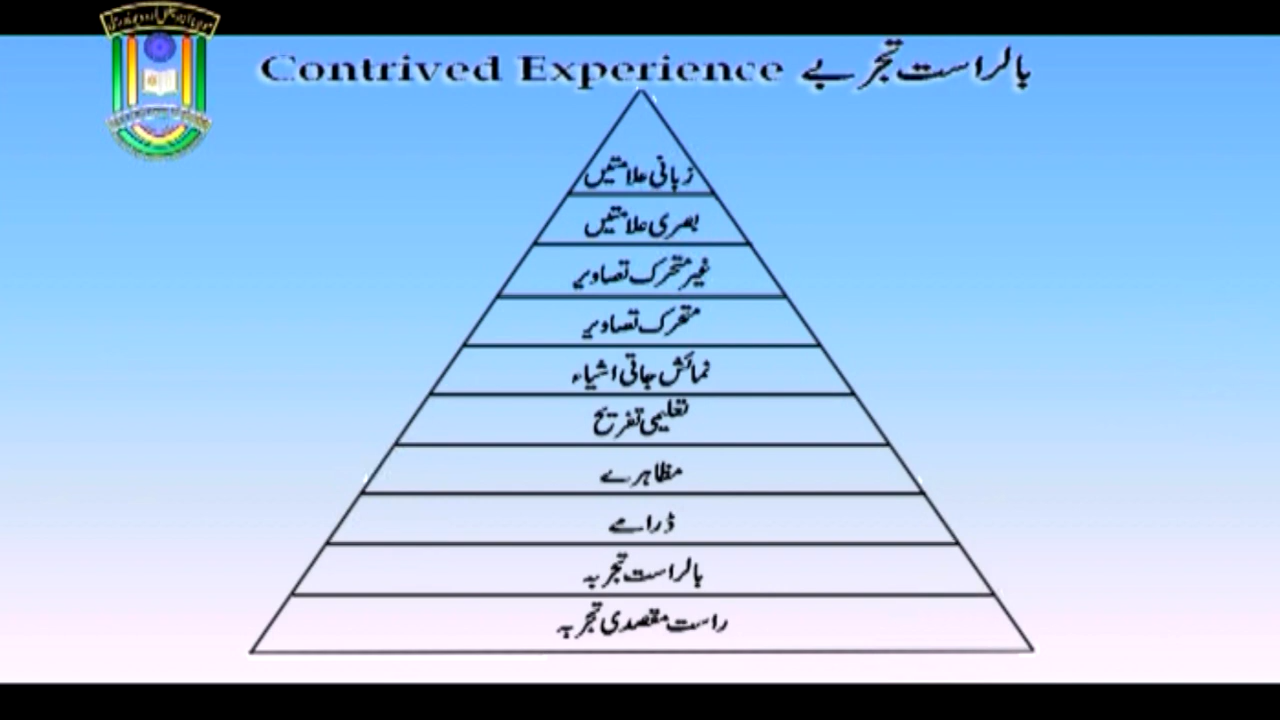 Contrived Experience بالراست تجربے
زبانی علامتیں
بصری علامتیں
غیر متحرک تصاویر
متحرک تصاویر
نمائش جاتی اشیاء
تعلیمی تفریح
مظاہرے
ڈرامے
بالراست تجربہ
راست مقصدی تجربہ